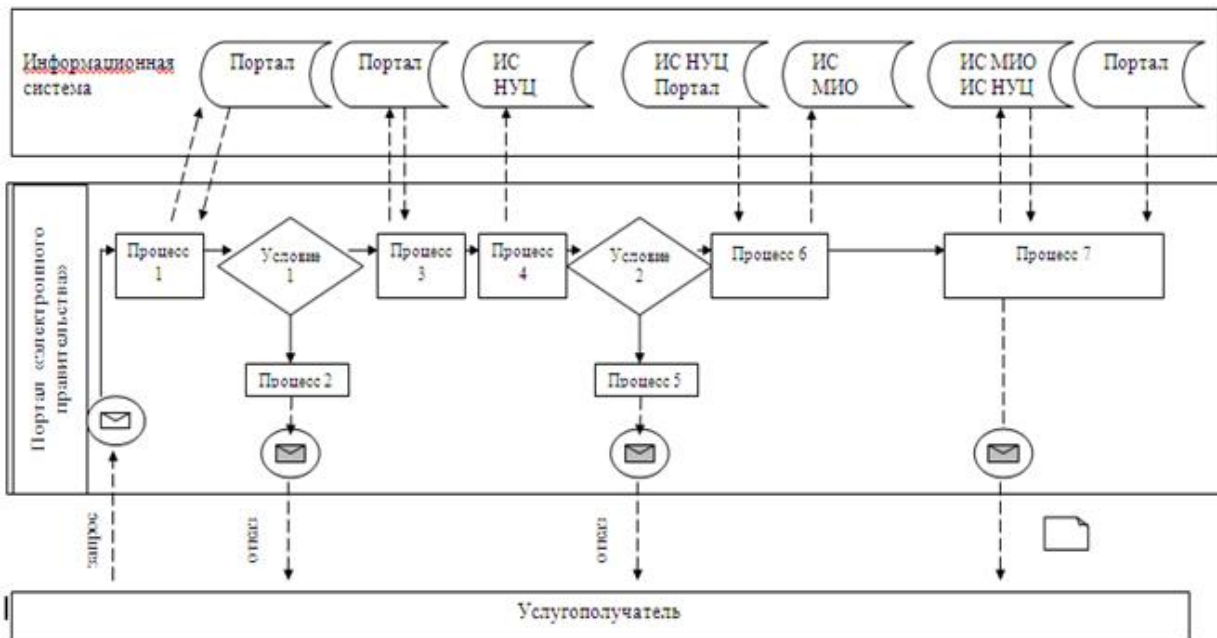 Информационная
система
Портал
Портал
ИС
НУЦ
ИС НУЦ
Портал
ИС
МИО
ИС МИО
ИС НУЦ
Портал
Портал «электронного
правительства»
Процесс
1
Условие
1
Процесс
3
Процесс
4
Условие
2
Процесс 6
Процесс 7
Процесс 2
Процесс 5
запрос
отказ
отказ
Услугополучатель